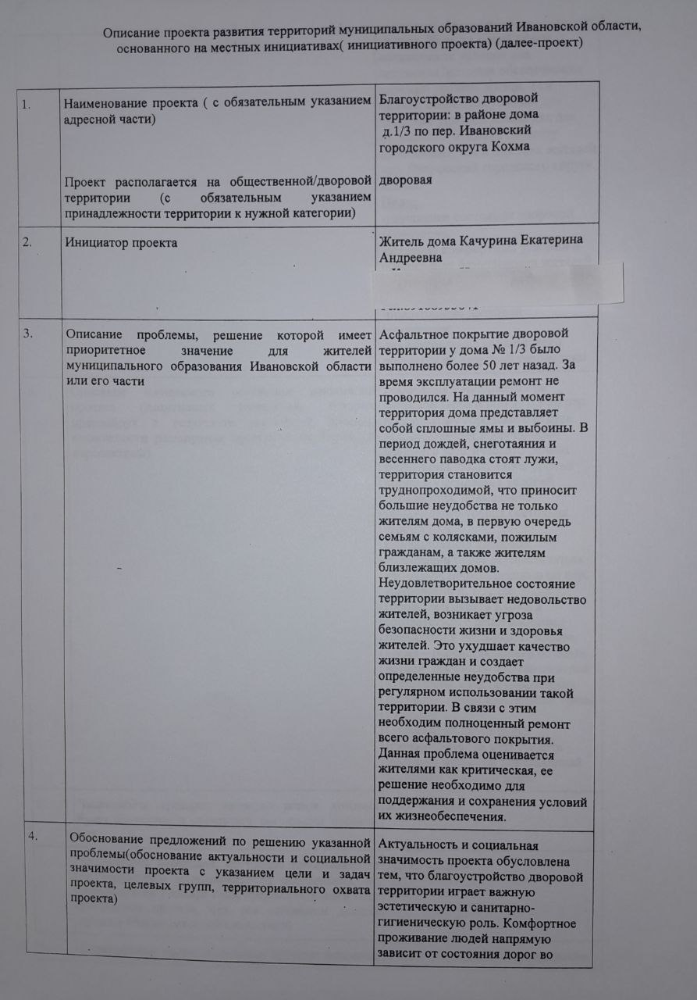 Описание проекта развития территорий муниципальных образований Ивановской области,
основанного на местных инициативах( инициативного проекта) (далее-проект)
1.
Наименование проекта ( с обязательным указанием
адресной части)
Проект располагается на общественной/дворовой
территории (с обязательным указанием
принадлежности территории к нужной категории)
Благоустройство дворовой
территории: в районе дома
д.1/3 по пер. Ивановский
городского округа Кохма
дворовая
2.
Инициатор проекта
Житель дома Качурина Екатерина
Андреевна
3.
Описание проблемы, решение которой имеет
приоритетное значение для жителей
муниципального образования Ивановской области
или его части
Асфальтное покрытие дворовой
территории у дома № 1/3 было
выполнено более 50 лет назад. За
время эксплуатации ремонт не
проводился. На данный момент
территория дома представляет
собой сплошные ямы и выбоины. В
период дождей, снеготаяния и
весеннего паводка стоят лужи,
территория становится
труднопроходимой, что приносит
большие неудобства не только
жителям дома, в первую очередь
семьям с колясками, пожилым
гражданам, а также жителям
близлежащих домов.
Неудовлетворительное состояние
территории вызывает недовольство
жителей, возникает угроза
безопасности жизни и здоровья
жителей. Это ухудшает качество
жизни граждан и создает
определенные неудобства при
регулярном использовании такой
территории. В связи с этим
необходим полноценный ремонт
всего асфальтового покрытия.
Данная проблема оценивается
жителями как критическая, ее
решение необходимо для
поддержания и сохранения условий
их жизнеобеспечения.
4.
Обоснование предложений по решению указанной
проблемы(обоснование актуальности и социальной
значимости проекта с указанием цели и задач
проекта, целевых групп, территориального охвата
проекта)
Актуальность и социальная
значимость проекта обусловлена
тем, что благоустройство дворовой
территории играет важную
эстетическую и санитарно-
гигиеническую роль. Комфортное
проживание людей напрямую
зависит от состояния дорог во